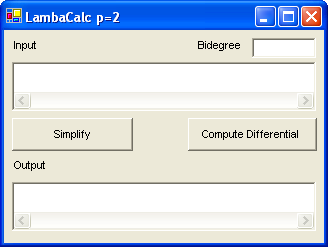 LambaCalc p=2
Input Bidegree
Simplify Compute Differential
Output